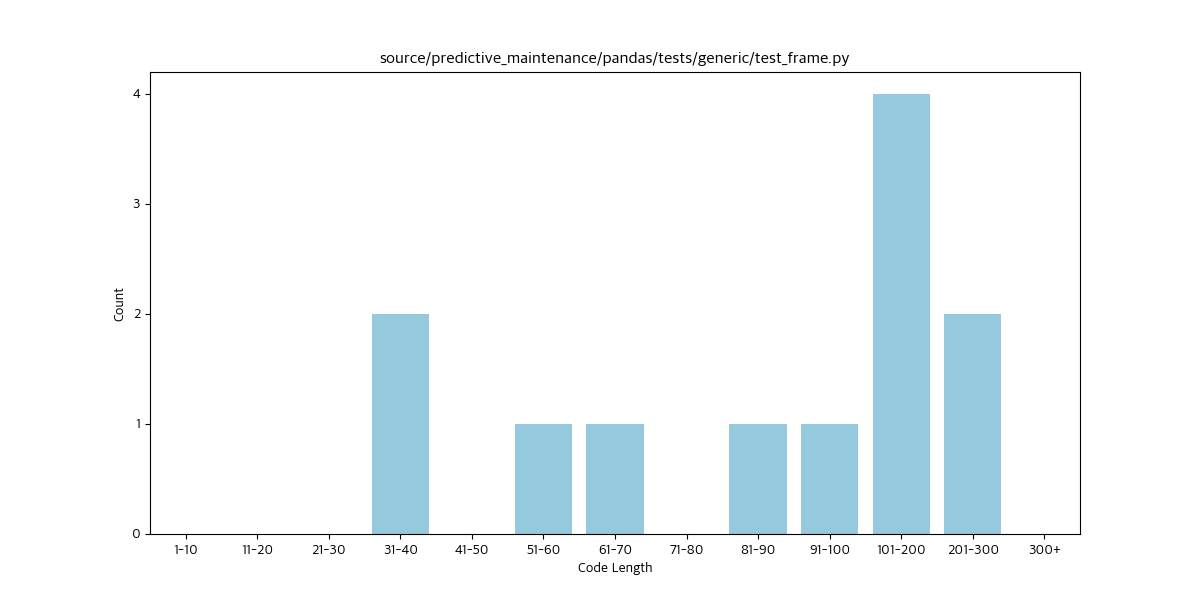 source/predictive_maintenance/pandas/tests/generic/test_frame.py
4
3
2
1
0
Count
1-10 11-20 21-30 31-40 41-50 51-60 61-70 71-80 81-90 91-100 101-200 201-300 300+
Code Length